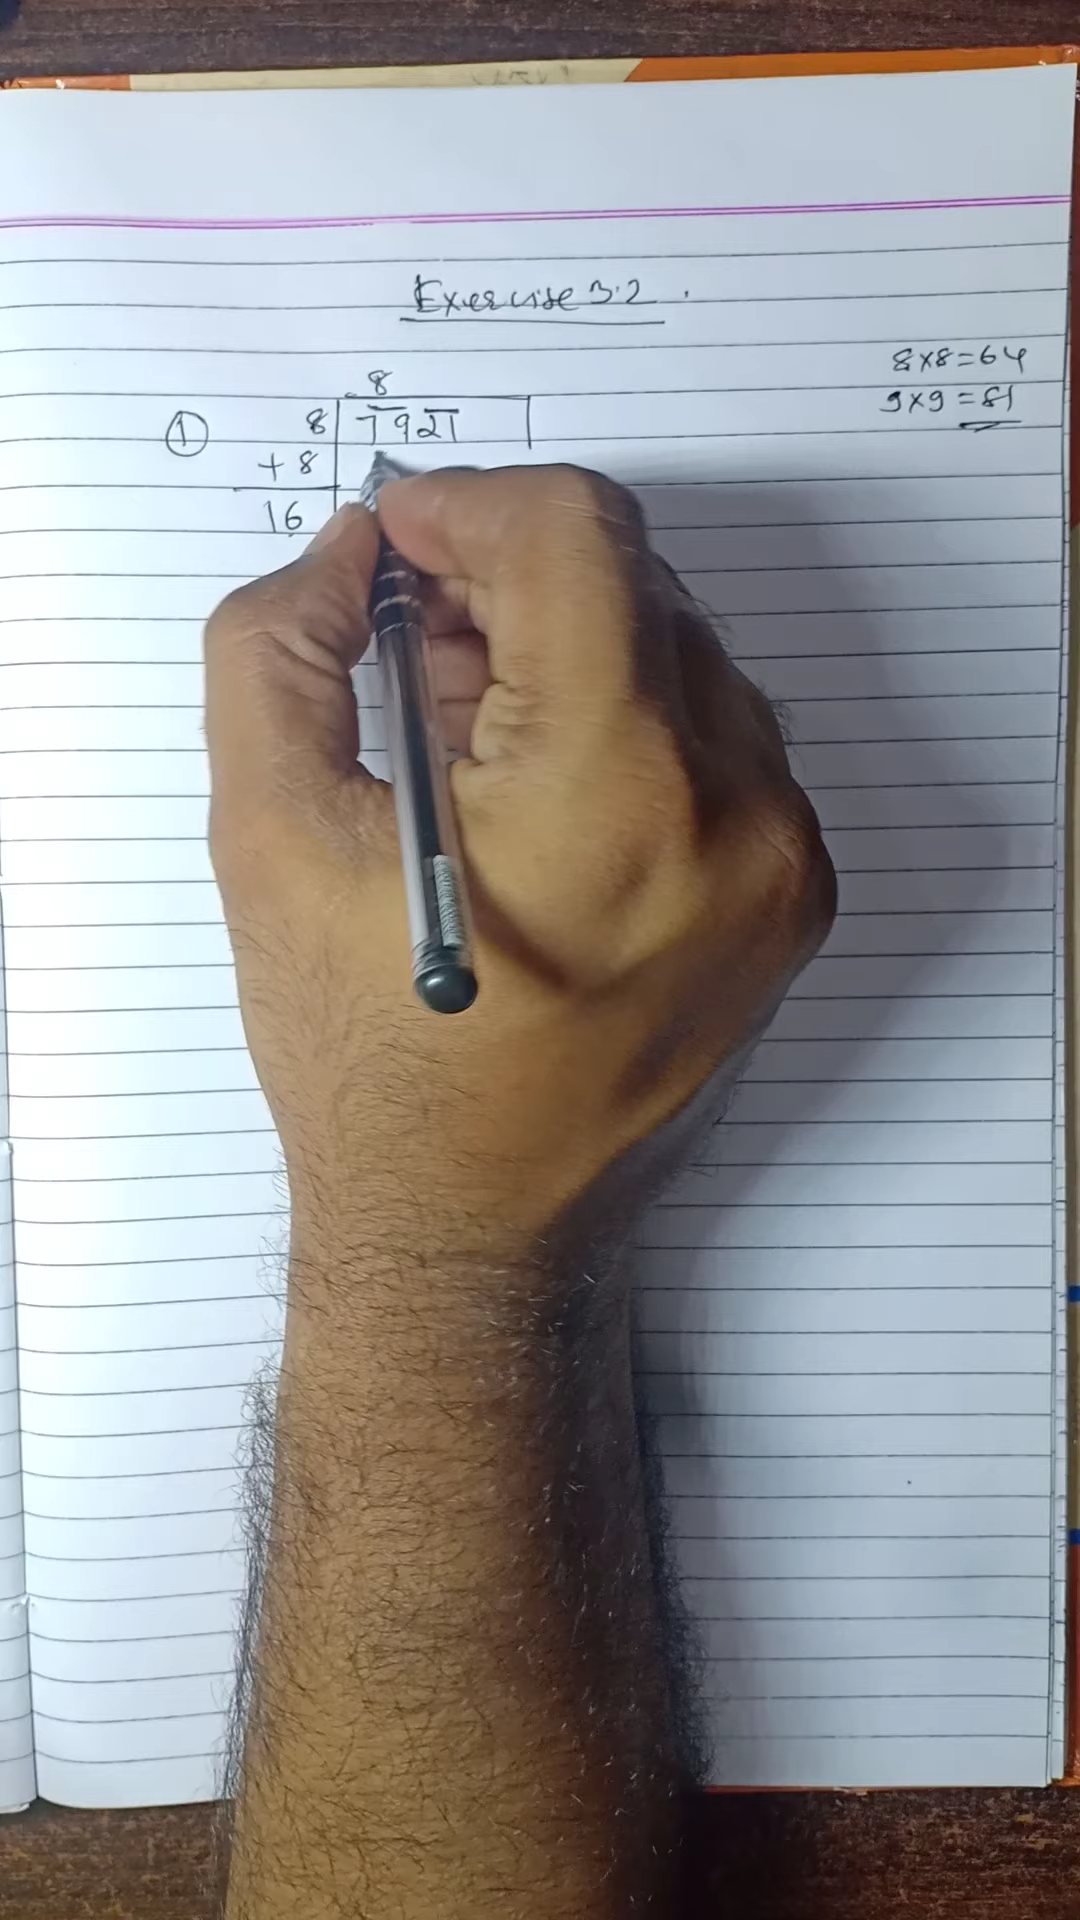 Exercise 3.2 .
8×8=64
9×9=81
8
① 8 7921
+ 8
16